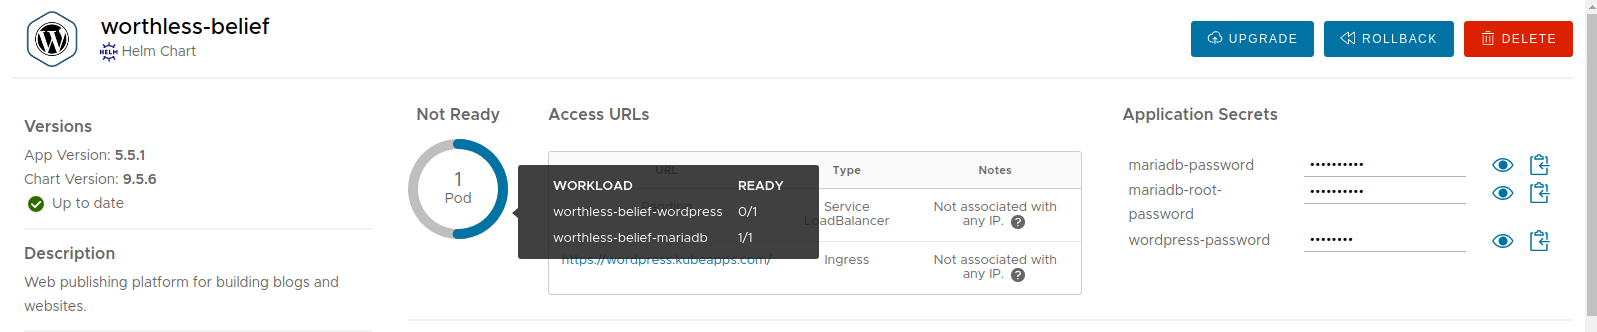 worthless-belief
HELM Helm Chart
UPGRADE
ROLLBACK
DELETE
Versions
App Version: 5.5.1
Chart Version: 9.5.6
Up to date
Description
Web publishing platform for building blogs and
websites.
Not Ready
1
Pod
WORKLOAD READY
worthless-belief-wordpress 0/1
worthless-belief-mariadb 1/1
Access URLs
URL Type Notes
Pending
Service
LoadBalancer
Not associated with
any IP. ?
https://wordpress.kubeapps.com/
Ingress
Not associated with
any IP. ?
Application Secrets
mariadb-password ••••••••••
mariadb-root-
password
••••••••••
wordpress-password ••••••••